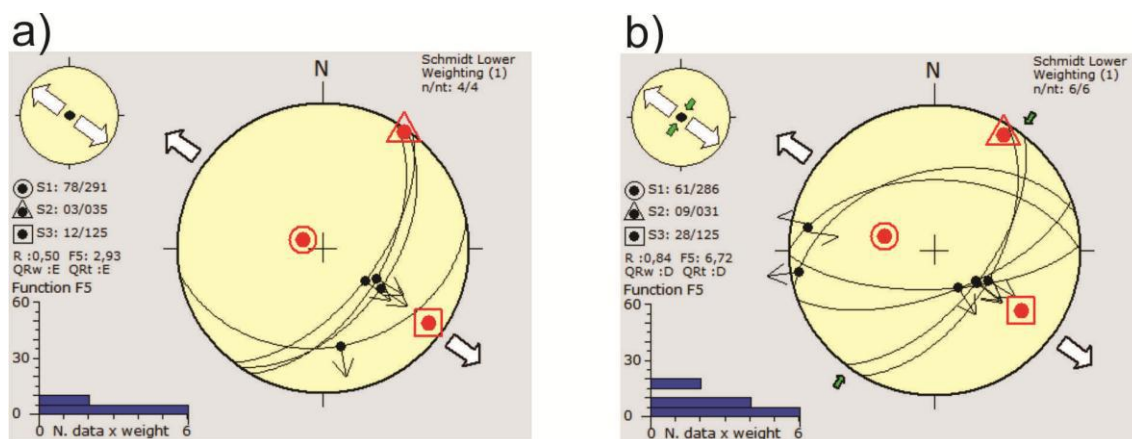 a)
N
Schmidt Lower
Weighting (1)
n/nt: 4/4
S1: 78/291
S2: 03/035
S3: 12/125
R :0,50 F5: 2,93
QRw :E QRt :E
Function F5
60
30
0
0 N. data x weight 6
b)
N
Schmidt Lower
Weighting (1)
n/nt: 6/6
S1: 61/286
S2: 09/031
S3: 28/125
R :0,84 F5: 6,72
QRw :D QRt :D
Function F5
60
30
0
0 N. data x weight 6